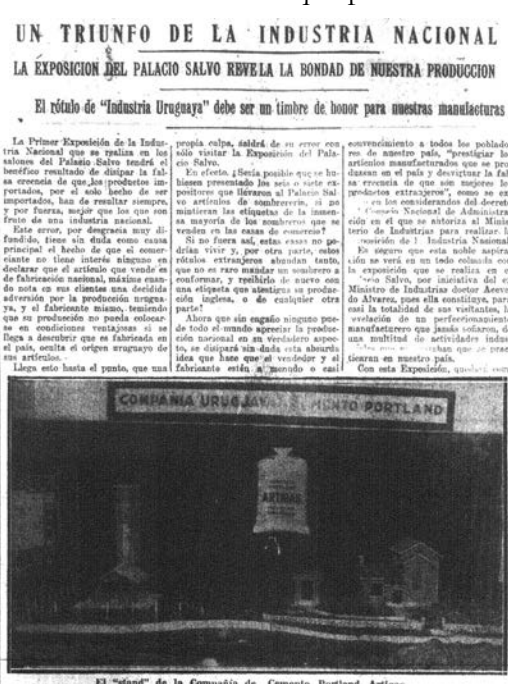 UN TRIUNFO DE LA INDUSTRIA NACIONAL
LA EXPOSICION DEL PALACIO SALVO REVELA LA BONDAD DE NUESTRA PRODUCCION
El rótulo de "Industria Uruguaya" debe ser un timbre de honor para nuestras manufacturas
La Primer Exposición de la Indus-
tria Nacional que se realiza en los
salones del Palacio Salvo tendrá el
benéfico resultado de disipar la fal-
sa creencia de que los productos im-
portados, por el solo hecho de ser
importados, han de resultar siempre,
y por fuerza, mejor que los que son
fruto de una industria nacional.
Este error, por desgracia muy di-
fundido, tiene sin duda como causa
principal el hecho de que el comer-
ciante no tiene interés ninguno en
declarar que el artículo que vende es
de fabricación nacional, máxime cuan-
do nota en sus clientes una decidida
adversión por la producción urugua-
ya, y el fabricante mismo, temiendo
que su producción no pueda colocar-
se en condiciones ventajosas si se
llega a descubrir que es fabricada en
el país, oculta el origen uruguayo de
sus artículos.
Llega esto hasta el punto, que una
propia culpa, saldrá de su error con
sólo visitar la Exposición del Pala-
cio Salvo.
En efecto. ¿Sería posible que se hu-
biesen presentado los seis o siete ex-
positores que llevaron al Palacio Sal-
vo artículos de sombrerería, si no
mintieran las etiquetas de la inmen-
sa mayoría de los sombreros que se
venden en las casas de comercio?
Si no fuera así, estas casas no po-
drían vivir y, por otra parte, estos
rótulos extranjeros abundan tanto,
que no es raro mandar un sombrero a
conformar, y recibirlo de nuevo con
una etiqueta que atestigua su produc-
ción inglesa, o de cualquier otra
parte!
Ahora que sin engaño ninguno pue-
de todo el mundo apreciar la produc-
ción nacional en su verdadero aspec-
to, se disipará sin duda esta absurda
idea que hace que el vendedor y el
fabricante estén a menudo o casi
convencimiento a todos los poblado-
res de nuestro país, "prestigiar lo
artículos manufacturados que se pro
duzcan en el país y desvirtuar la fal
sa creencia de que son mejores lo
productos extranjeros", como se ex
en los considerandos del decret
Consejo Nacional de Administra
ción en el que se autoriza al Minis
terio de Industrias para realizar l
Industria Nacional
Es seguro que esta noble aspira
ción se verá en un todo colmada con
la exposición que se realiza en e
Salvo, por iniciativa del e
Ministro de Industrias doctor Aceve
do Alvarez, pues ella constituye, par
casi la totalidad de sus visitantes, l
revelación de un perfeccionamient
manufacturero que jamás soñaron, d
una multitud de actividades indus
que se prac
ticaran en nuestro país.
Con esta Exposición,
COMPAÑIA URUGUAYA CEMENTO PORTLAND
ARTIGAS
El "stand" de la Compañía de Cemento Portland Artigas